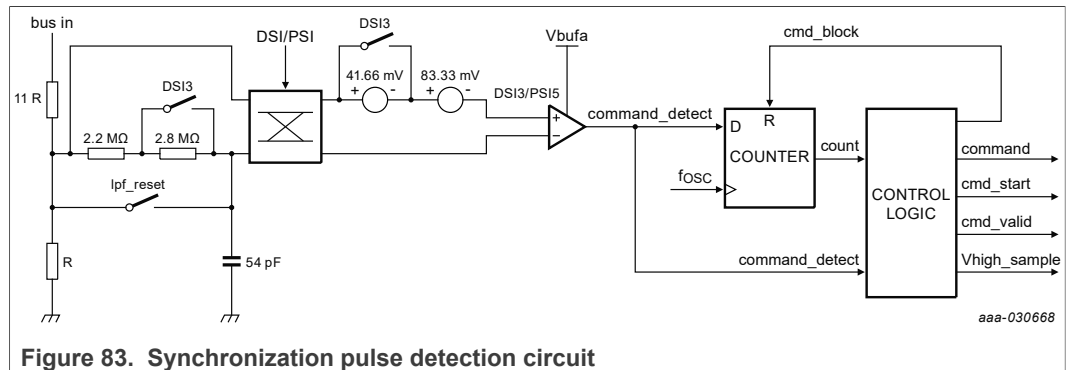 bus in
DSI/PSI
DSI3
Vbufa
cmd_block
11 R
DSI3
41.66 mV
83.33 mV
+ - + -
DSI3/PSI5
2.2 MΩ
2.8 MΩ
+
−
command_detect
D
R
COUNTER
count
fOSC
CONTROL
LOGIC
command
cmd_start
cmd_valid
Vhigh_sample
lpf_reset
R
54 pF
command_detect
aaa-030668
Figure 83. Synchronization pulse detection circuit